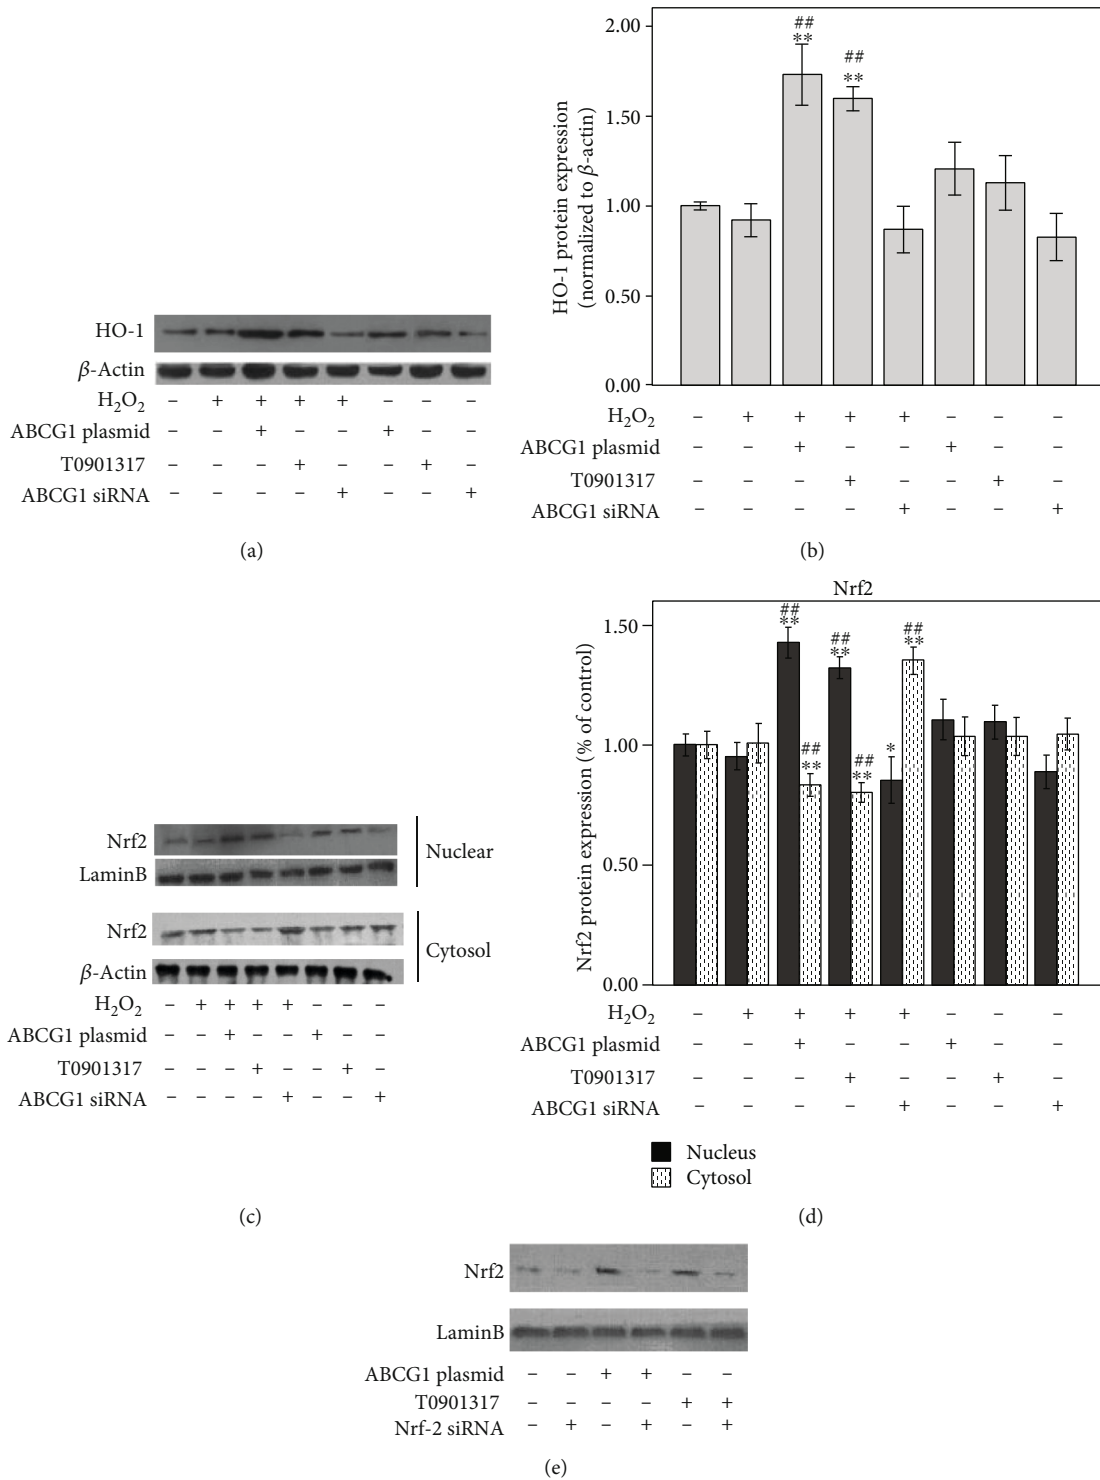 HO-1
β-Actin
H2O2 – + + + + – – –
ABCG1 plasmid – – + – – + – –
T0901317 – – – + – – + –
ABCG1 siRNA – – – – + – – +
(a)
HO-1 protein expression
(normalized to β-actin)
2.00
1.50
1.00
0.50
0.00
##
**
##
**
H2O2 – + + + + – – –
ABCG1 plasmid – – + – – + – –
T0901317 – – – + – – + –
ABCG1 siRNA – – – – + – – +
(b)
Nrf2
LaminB
Nuclear
Nrf2
β-Actin
Cytosol
H2O2 – + + + + – – –
ABCG1 plasmid – – + – – + – –
T0901317 – – – + – – + –
ABCG1 siRNA – – – – + – – +
(c)
Nrf2
Nrf2 protein expression (% of control)
1.50
1.00
0.50
0.00
##
**
##
**
##
**
##
**
*
##
**
H2O2 – + + + + – – –
ABCG1 plasmid – – + – – + – –
T0901317 – – – + – – + –
ABCG1 siRNA – – – – + – – +
Nucleus
Cytosol
(d)
Nrf2
LaminB
ABCG1 plasmid – – + + – –
T0901317 – – – – + +
Nrf-2 siRNA – + – + – +
(e)